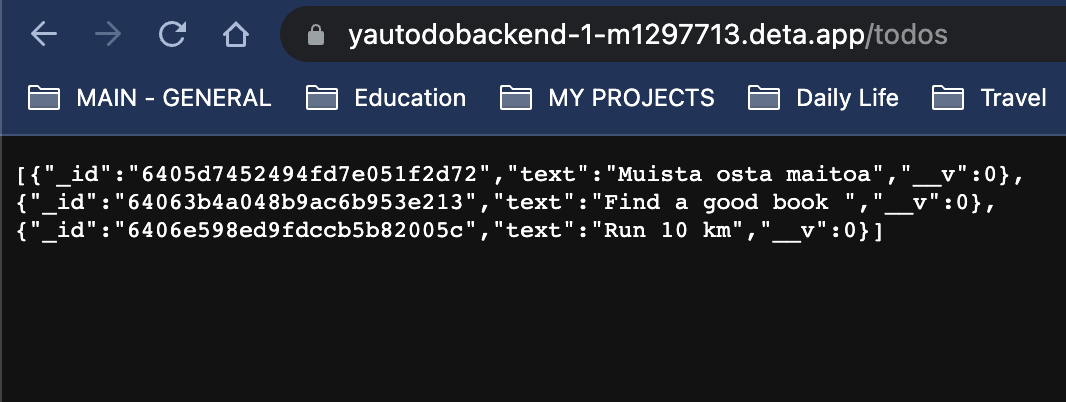 yautodobackend-1-m1297713.deta.app/todos
MAIN - GENERAL Education MY PROJECTS Daily Life Travel
[{"_id":"6405d7452494fd7e051f2d72","text":"Muista osta maitoa","__v":0},
{"_id":"64063b4a048b9ac6b953e213","text":"Find a good book ","__v":0},
{"_id":"6406e598ed9fdccb5b82005c","text":"Run 10 km","__v":0}]